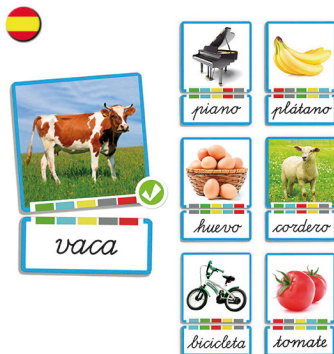 vaca
piano
plátano
huevo
cordero
bicicleta
tomate